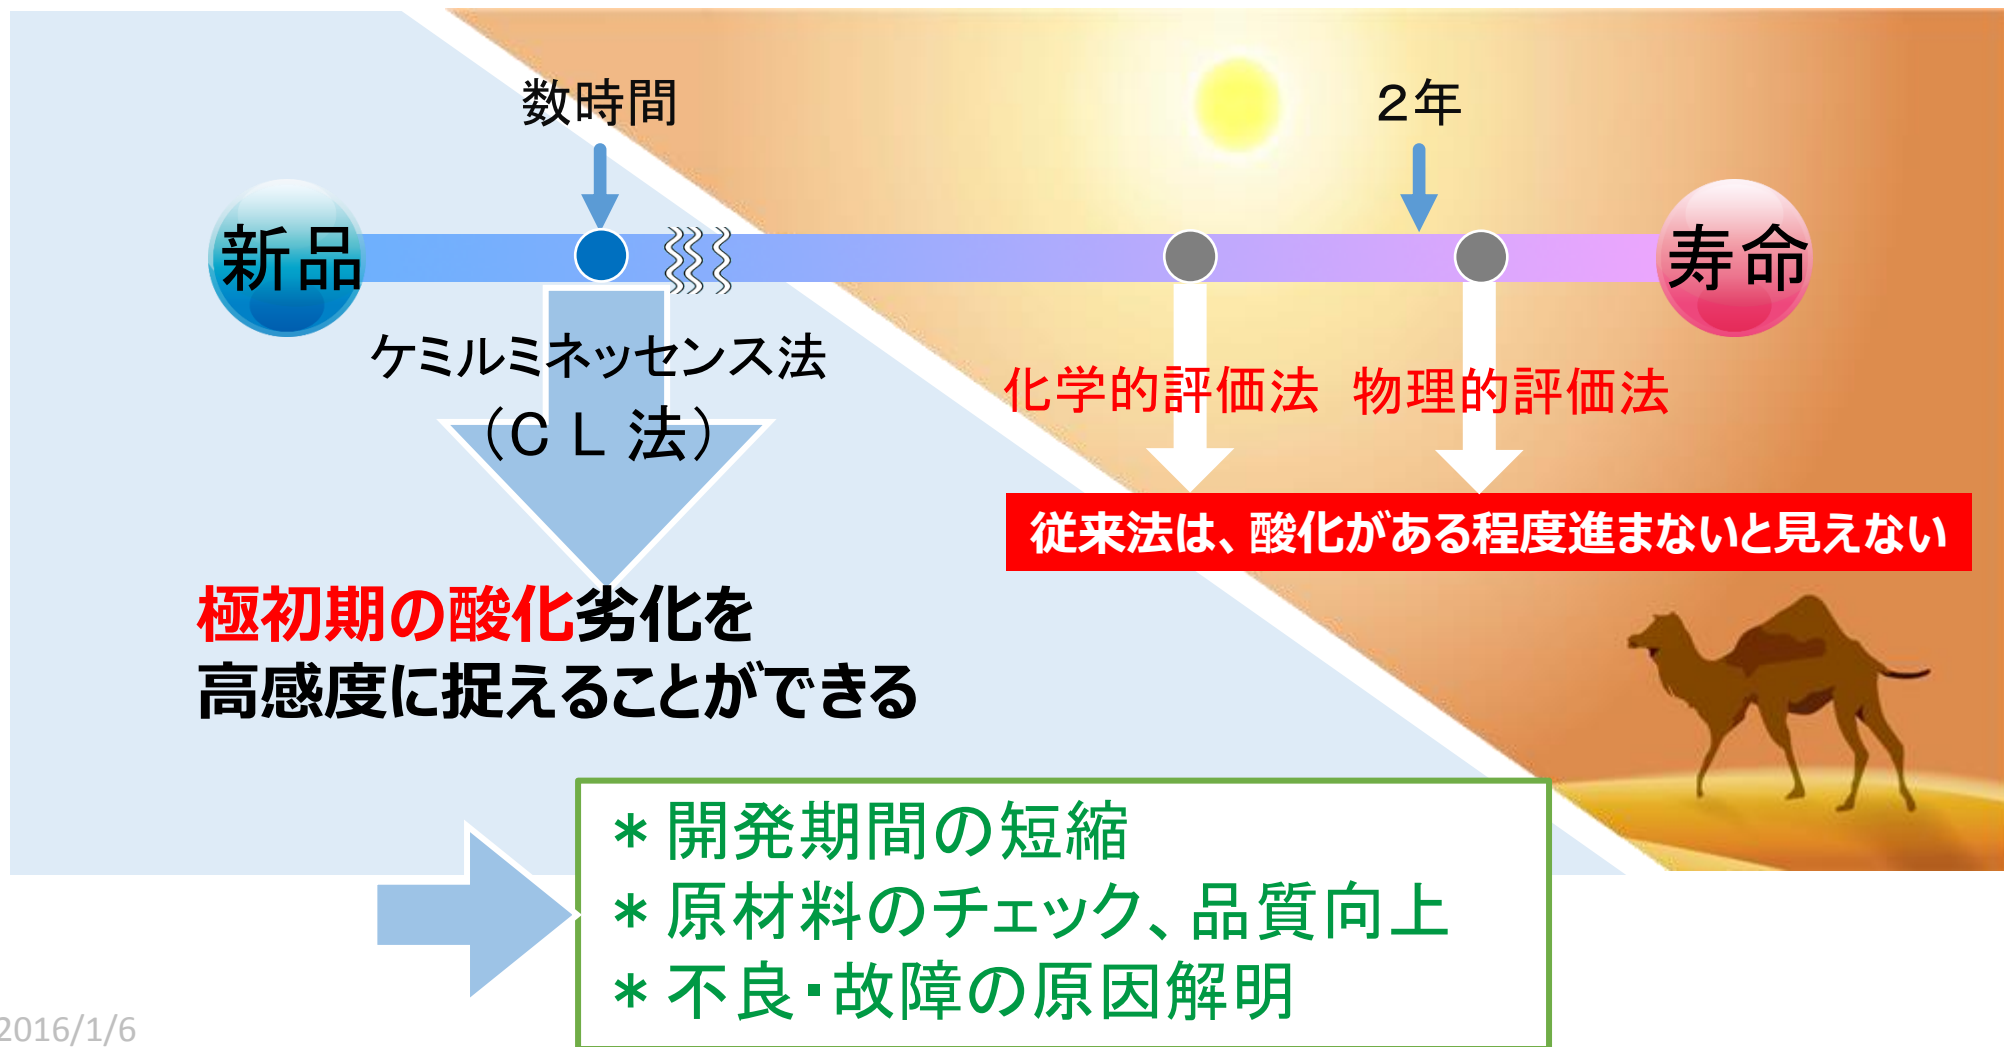 数時間
２年
新品
寿命
ケミルミネッセンス法
（ＣＬ法）
化学的評価法
物理的評価法
従来法は、酸化がある程度進まないと見えない
極初期の酸化劣化を
高感度に捉えることができる
＊開発期間の短縮
＊原材料のチェック、品質向上
＊不良・故障の原因解明
2016/1/6